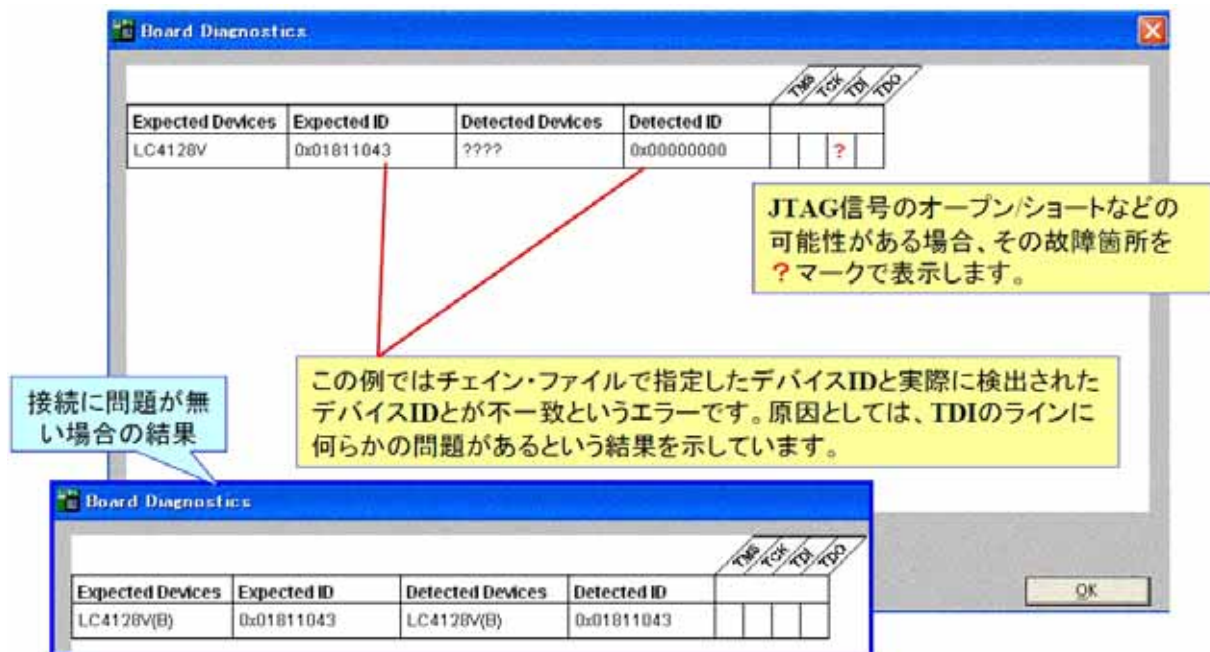 Board Diagnostics
TMS TCK TDI TDO
Expected Devices Expected ID Detected Devices Detected ID
LC4128V 0x01811043 ???? 0x00000000 ?
JTAG信号のオープン/ショートなどの
可能性がある場合、その故障箇所を
?マークで表示します。
この例ではチェイン・ファイルで指定したデバイスIDと実際に検出された
デバイスIDとが不一致というエラーです。原因としては、TDIのラインに
何らかの問題があるという結果を示しています。
接続に問題が無
い場合の結果
Board Diagnostics
TMS TCK TDI TDO
Expected Devices Expected ID Detected Devices Detected ID
LC4128V(B) 0x01811043 LC4128V(B) 0x01811043
OK